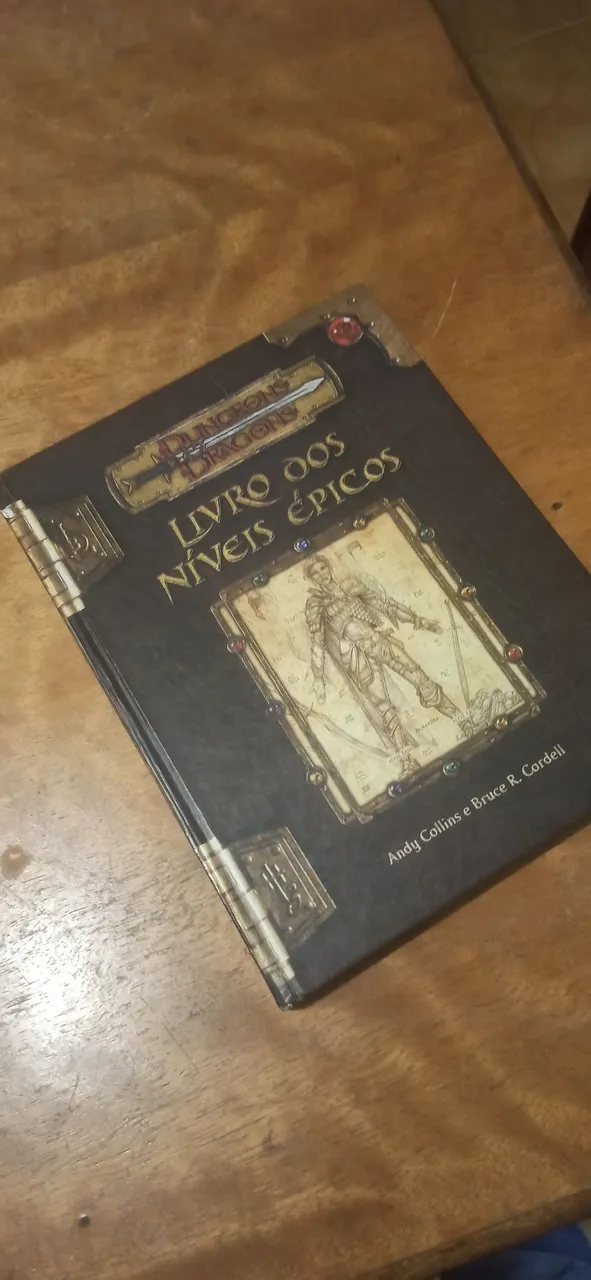 DUNGEONS
DRAGONS
LIVRO DOS
NÍVEIS ÉPICOS
Andy Collins e Bruce R. Cordell